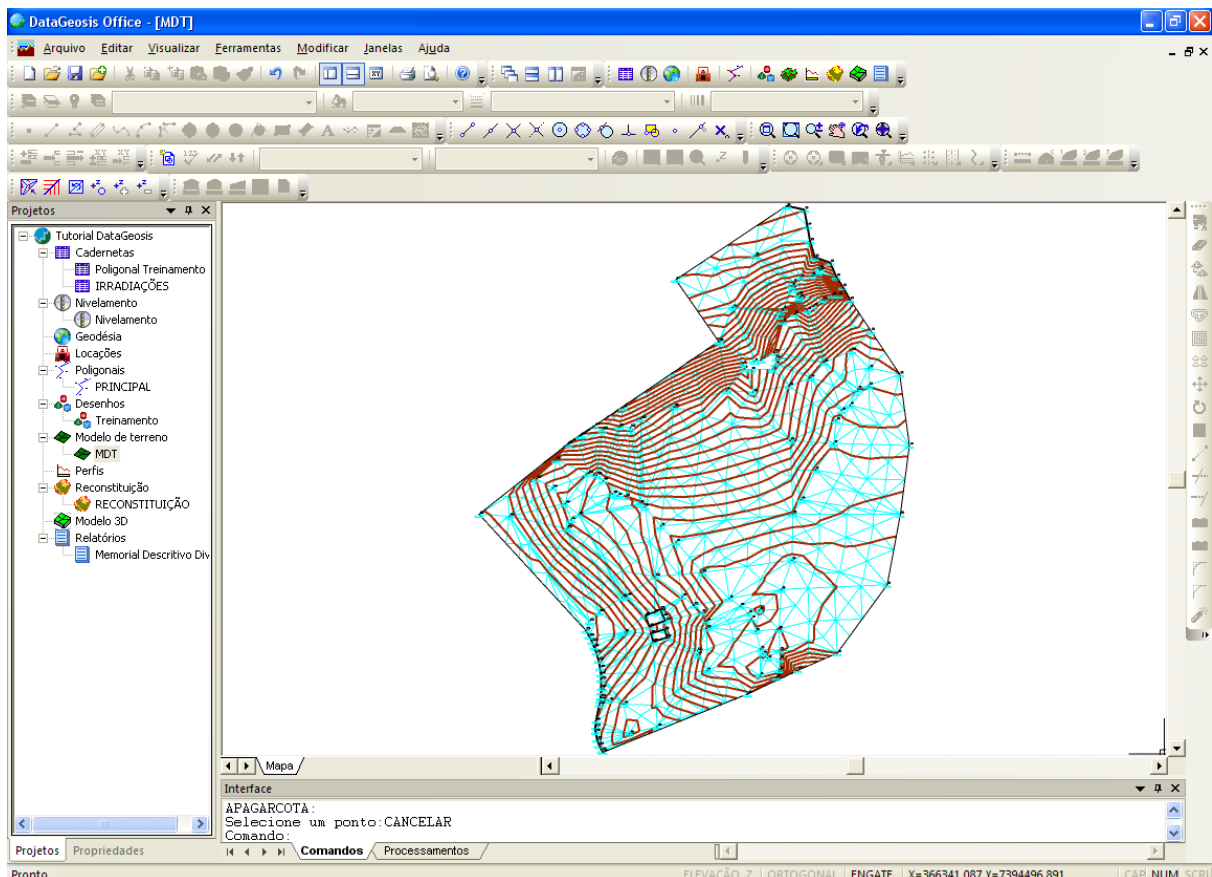 DataGeosis Office - [MDT]
Arquivo Editar Visualizar Ferramentas Modificar Janelas Ajuda
Projetos
Tutorial DataGeosis
Cadernetas
Poligonal Treinamento
IRRADIAÇÕES
Nivelamento
Nivelamento
Geodésia
Locações
Poligonais
PRINCIPAL
Desenhos
Treinamento
Modelo de terreno
MDT
Perfis
Reconstituição
RECONSTITUIÇÃO
Modelo 3D
Relatórios
Memorial Descritivo Div
Projetos Propriedades
Mapa
Interface
APAGARCOTA:
Selecione um ponto:CANCELAR
Comando:
Comandos Processamentos
Pronto ELEVAÇÃO Z ORTOGONAL ENGATE X=366341.087 Y=7394496.891 CAP NUM SCRL